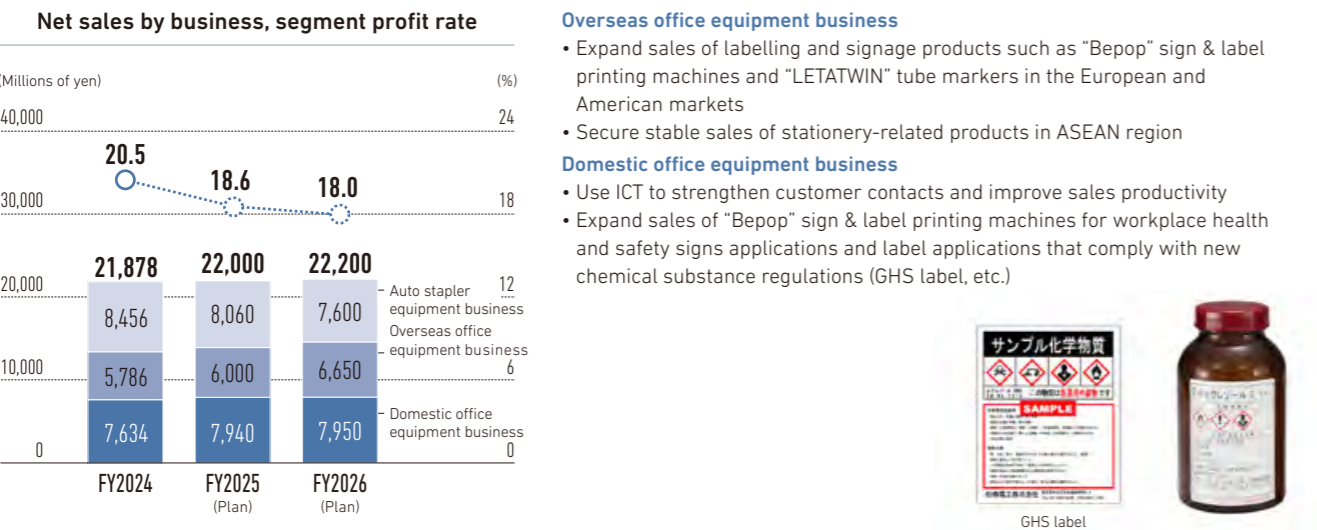 Net sales by business, segment profit rate
(Millions of yen)
(%)
40,000
24
20.5
18.6
18.0
30,000
18
21,878
22,000
22,200
20,000
12
8,456
8,060
7,600
Auto stapler
equipment business
Overseas office
equipment business
10,000
6
5,786
6,000
6,650
7,634
7,940
7,950
Domestic office
equipment business
0
0
FY2024
FY2025
(Plan)
FY2026
(Plan)
Overseas office equipment business
• Expand sales of labelling and signage products such as “Bepop” sign & label
printing machines and “LETATWIN” tube markers in the European and
American markets
• Secure stable sales of stationery-related products in ASEAN region
Domestic office equipment business
• Use ICT to strengthen customer contacts and improve sales productivity
• Expand sales of “Bepop” sign & label printing machines for workplace health
and safety signs applications and label applications that comply with new
chemical substance regulations (GHS label, etc.)
サンプル化学物質
SAMPLE
GHS label